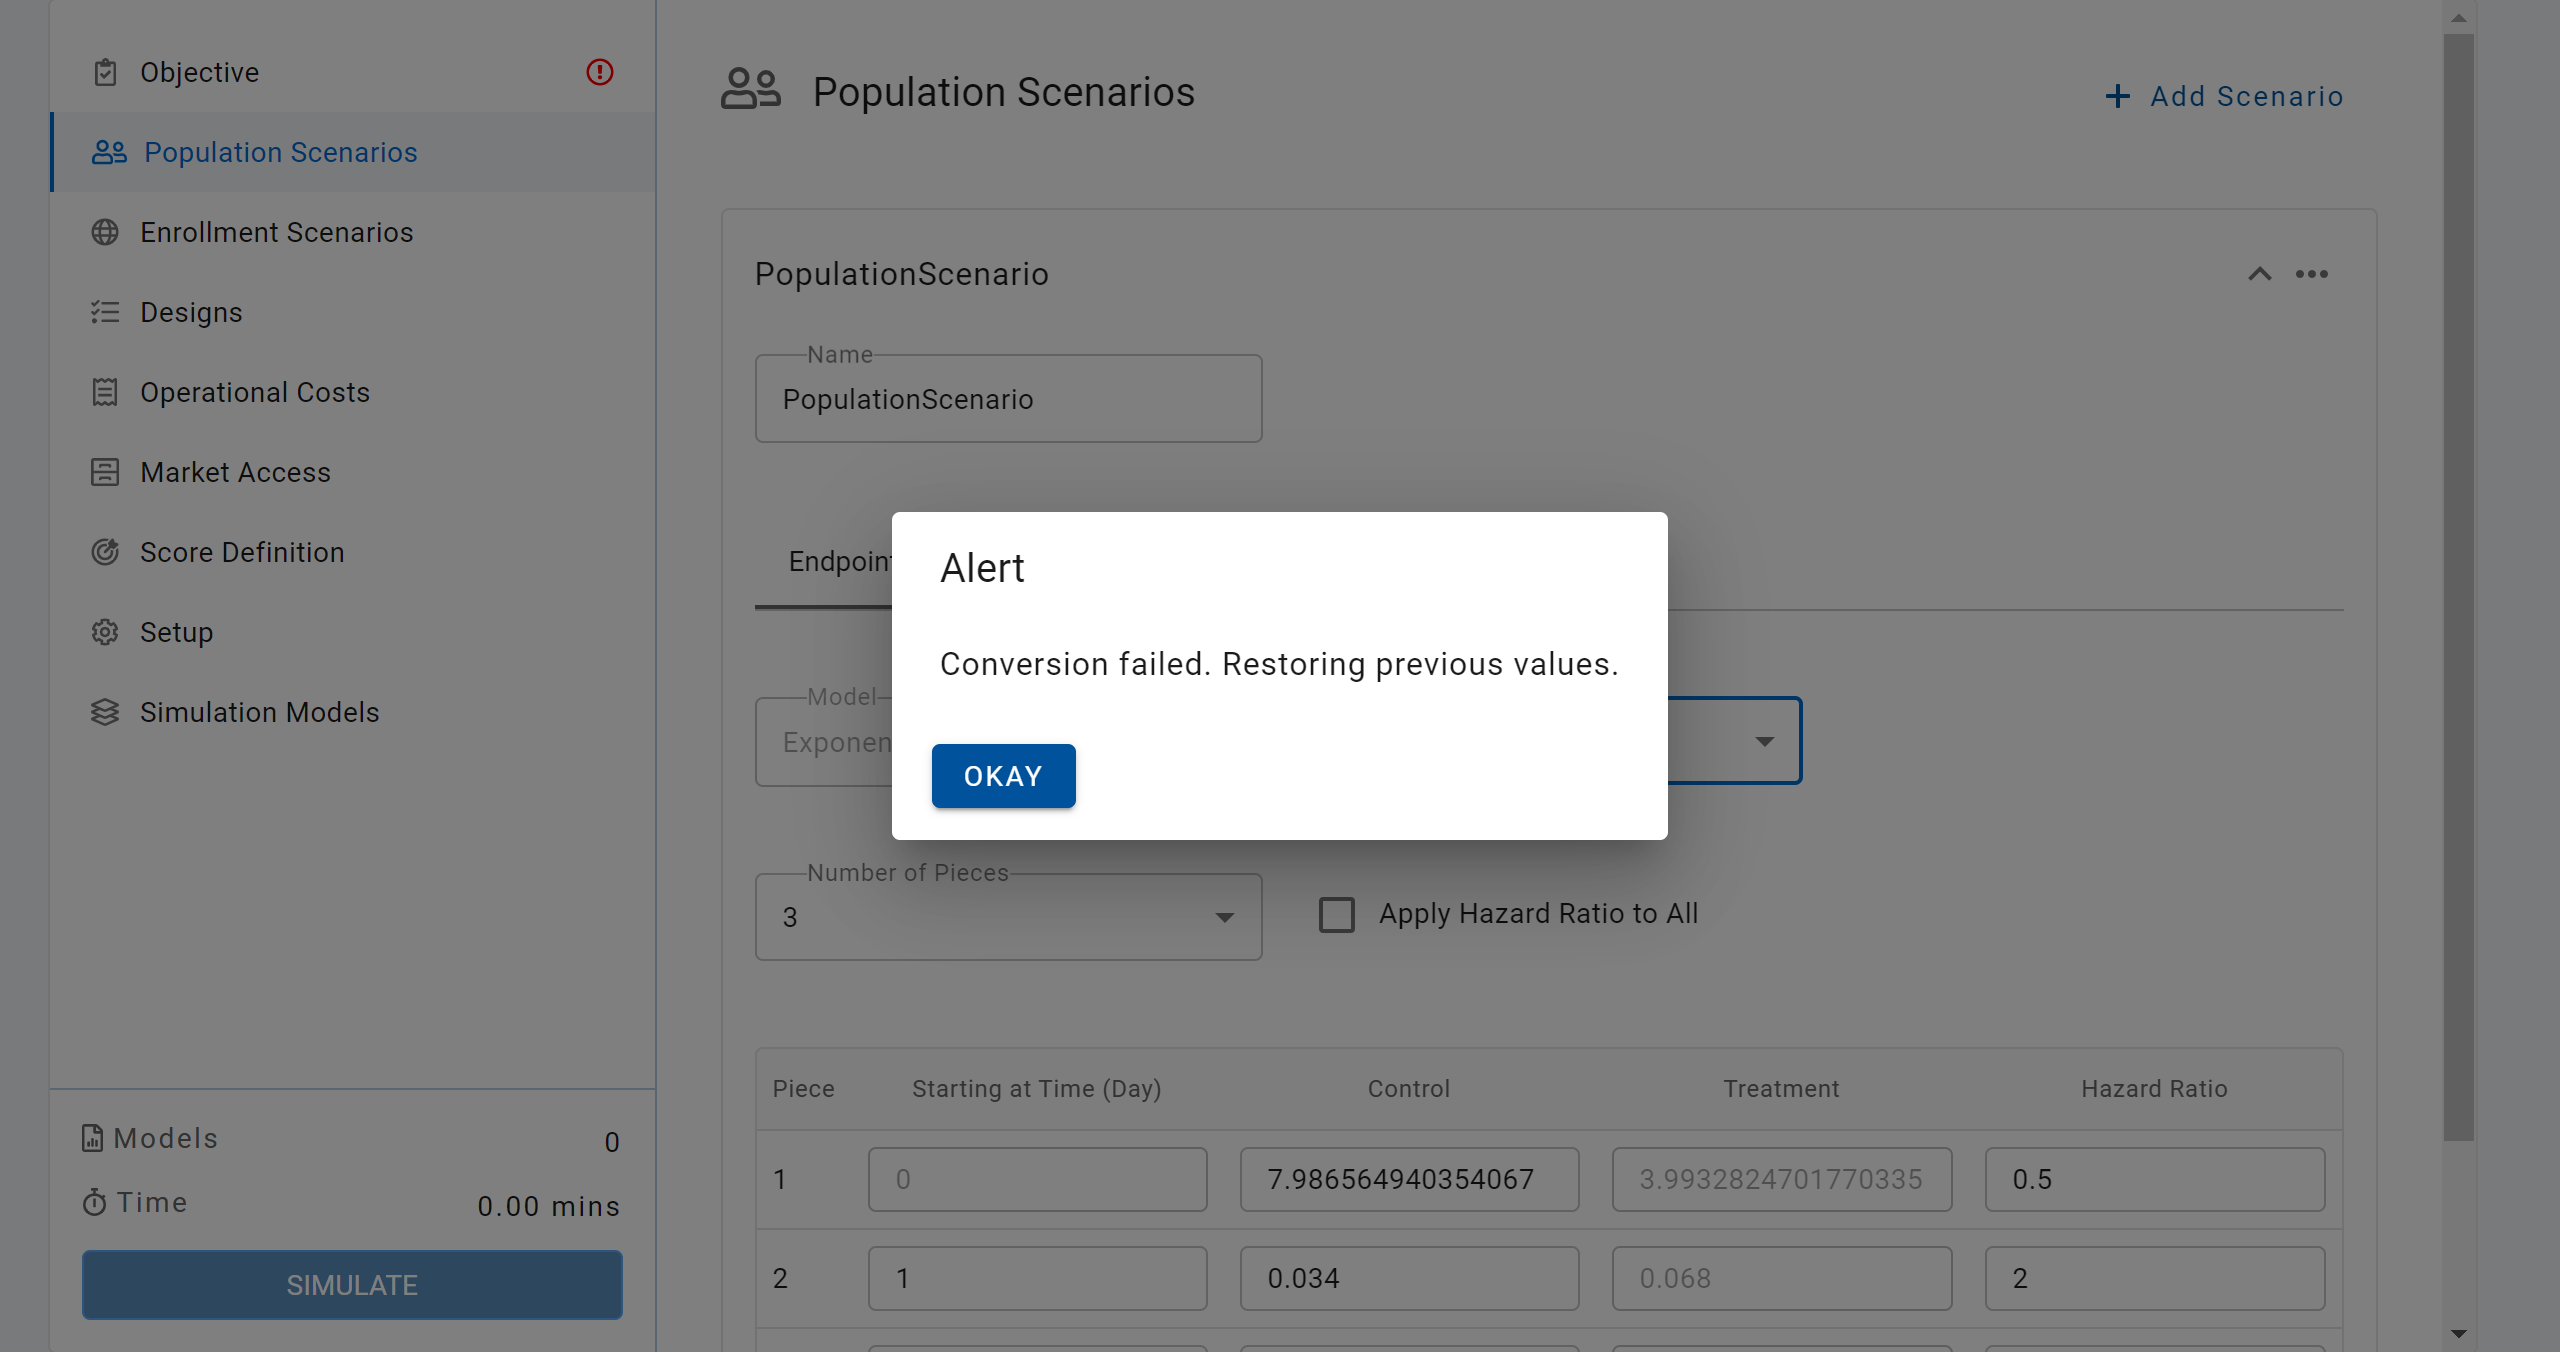 Objective
Population Scenarios
Enrollment Scenarios
Designs
Operational Costs
Market Access
Score Definition
Setup
Simulation Models
Models 0
Time 0.00 mins
SIMULATE
Population Scenarios
Add Scenario
PopulationScenario
Name
PopulationScenario
Endpoint
Alert
Conversion failed. Restoring previous values.
OKAY
Model
Exponen
Number of Pieces
3
Apply Hazard Ratio to All
Piece Starting at Time (Day) Control Treatment Hazard Ratio
1 0 7.986564940354067 3.9932824701770335 0.5
2 1 0.034 0.068 2